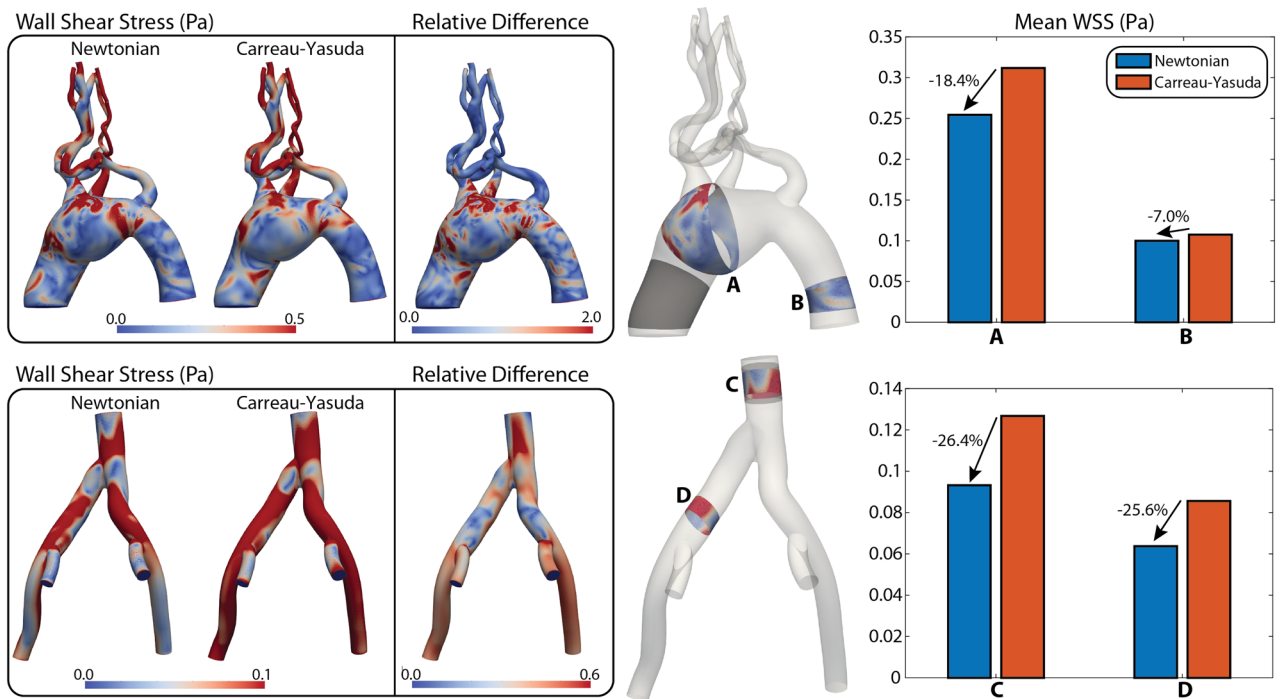 Wall Shear Stress (Pa)
Relative Difference
Newtonian
Carreau-Yasuda
0.0
0.5
0.0
2.0
A
B
Mean WSS (Pa)
0.35
0.3
0.25
0.2
0.15
0.1
0.05
0
Newtonian
Carreau-Yasuda
-18.4%
-7.0%
A
B
Wall Shear Stress (Pa)
Relative Difference
Newtonian
Carreau-Yasuda
0.0
0.1
0.0
0.6
C
D
0.14
0.12
0.1
0.08
0.06
0.04
0.02
0
-26.4%
-25.6%
C
D